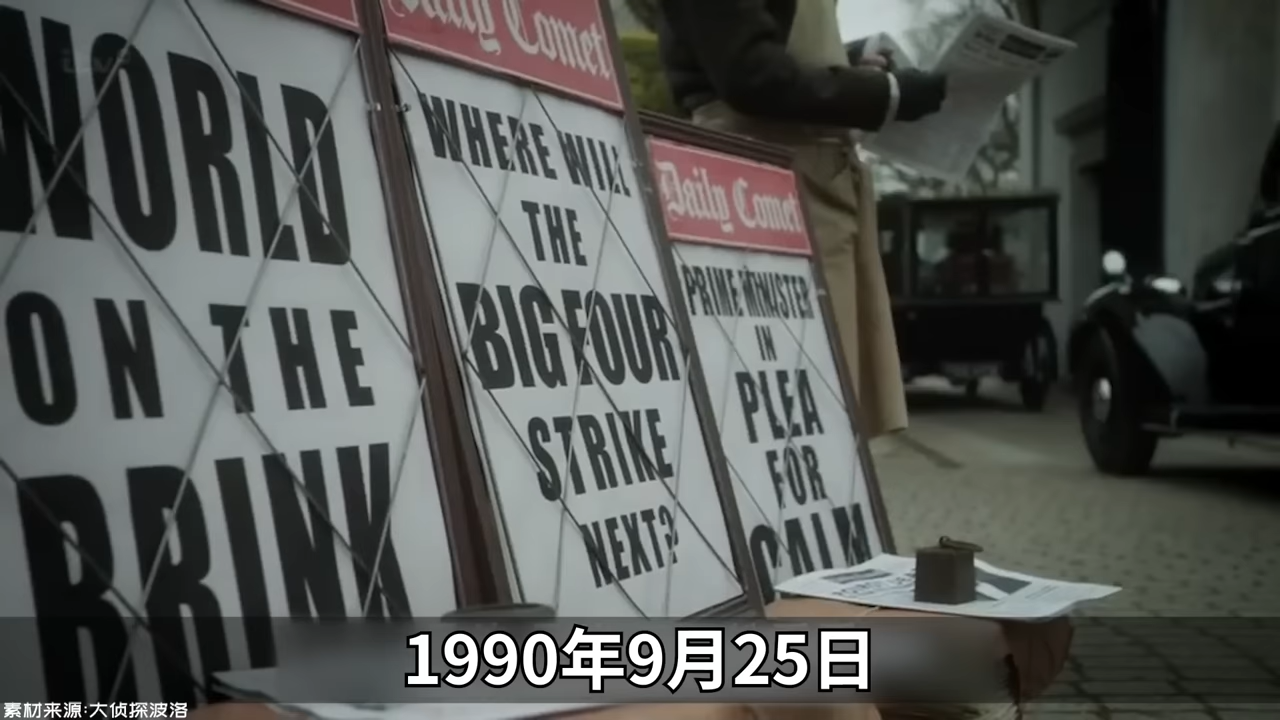 WORLD
ON THE
BRINK
Daily Comet
WHERE WILL
THE
BIG FOUR
STRIKE
NEXT?
Daily Comet
PRIME MINISTER
IN
PLEA
FOR
CALM
1990年9月25日
素材来源:大侦探波洛